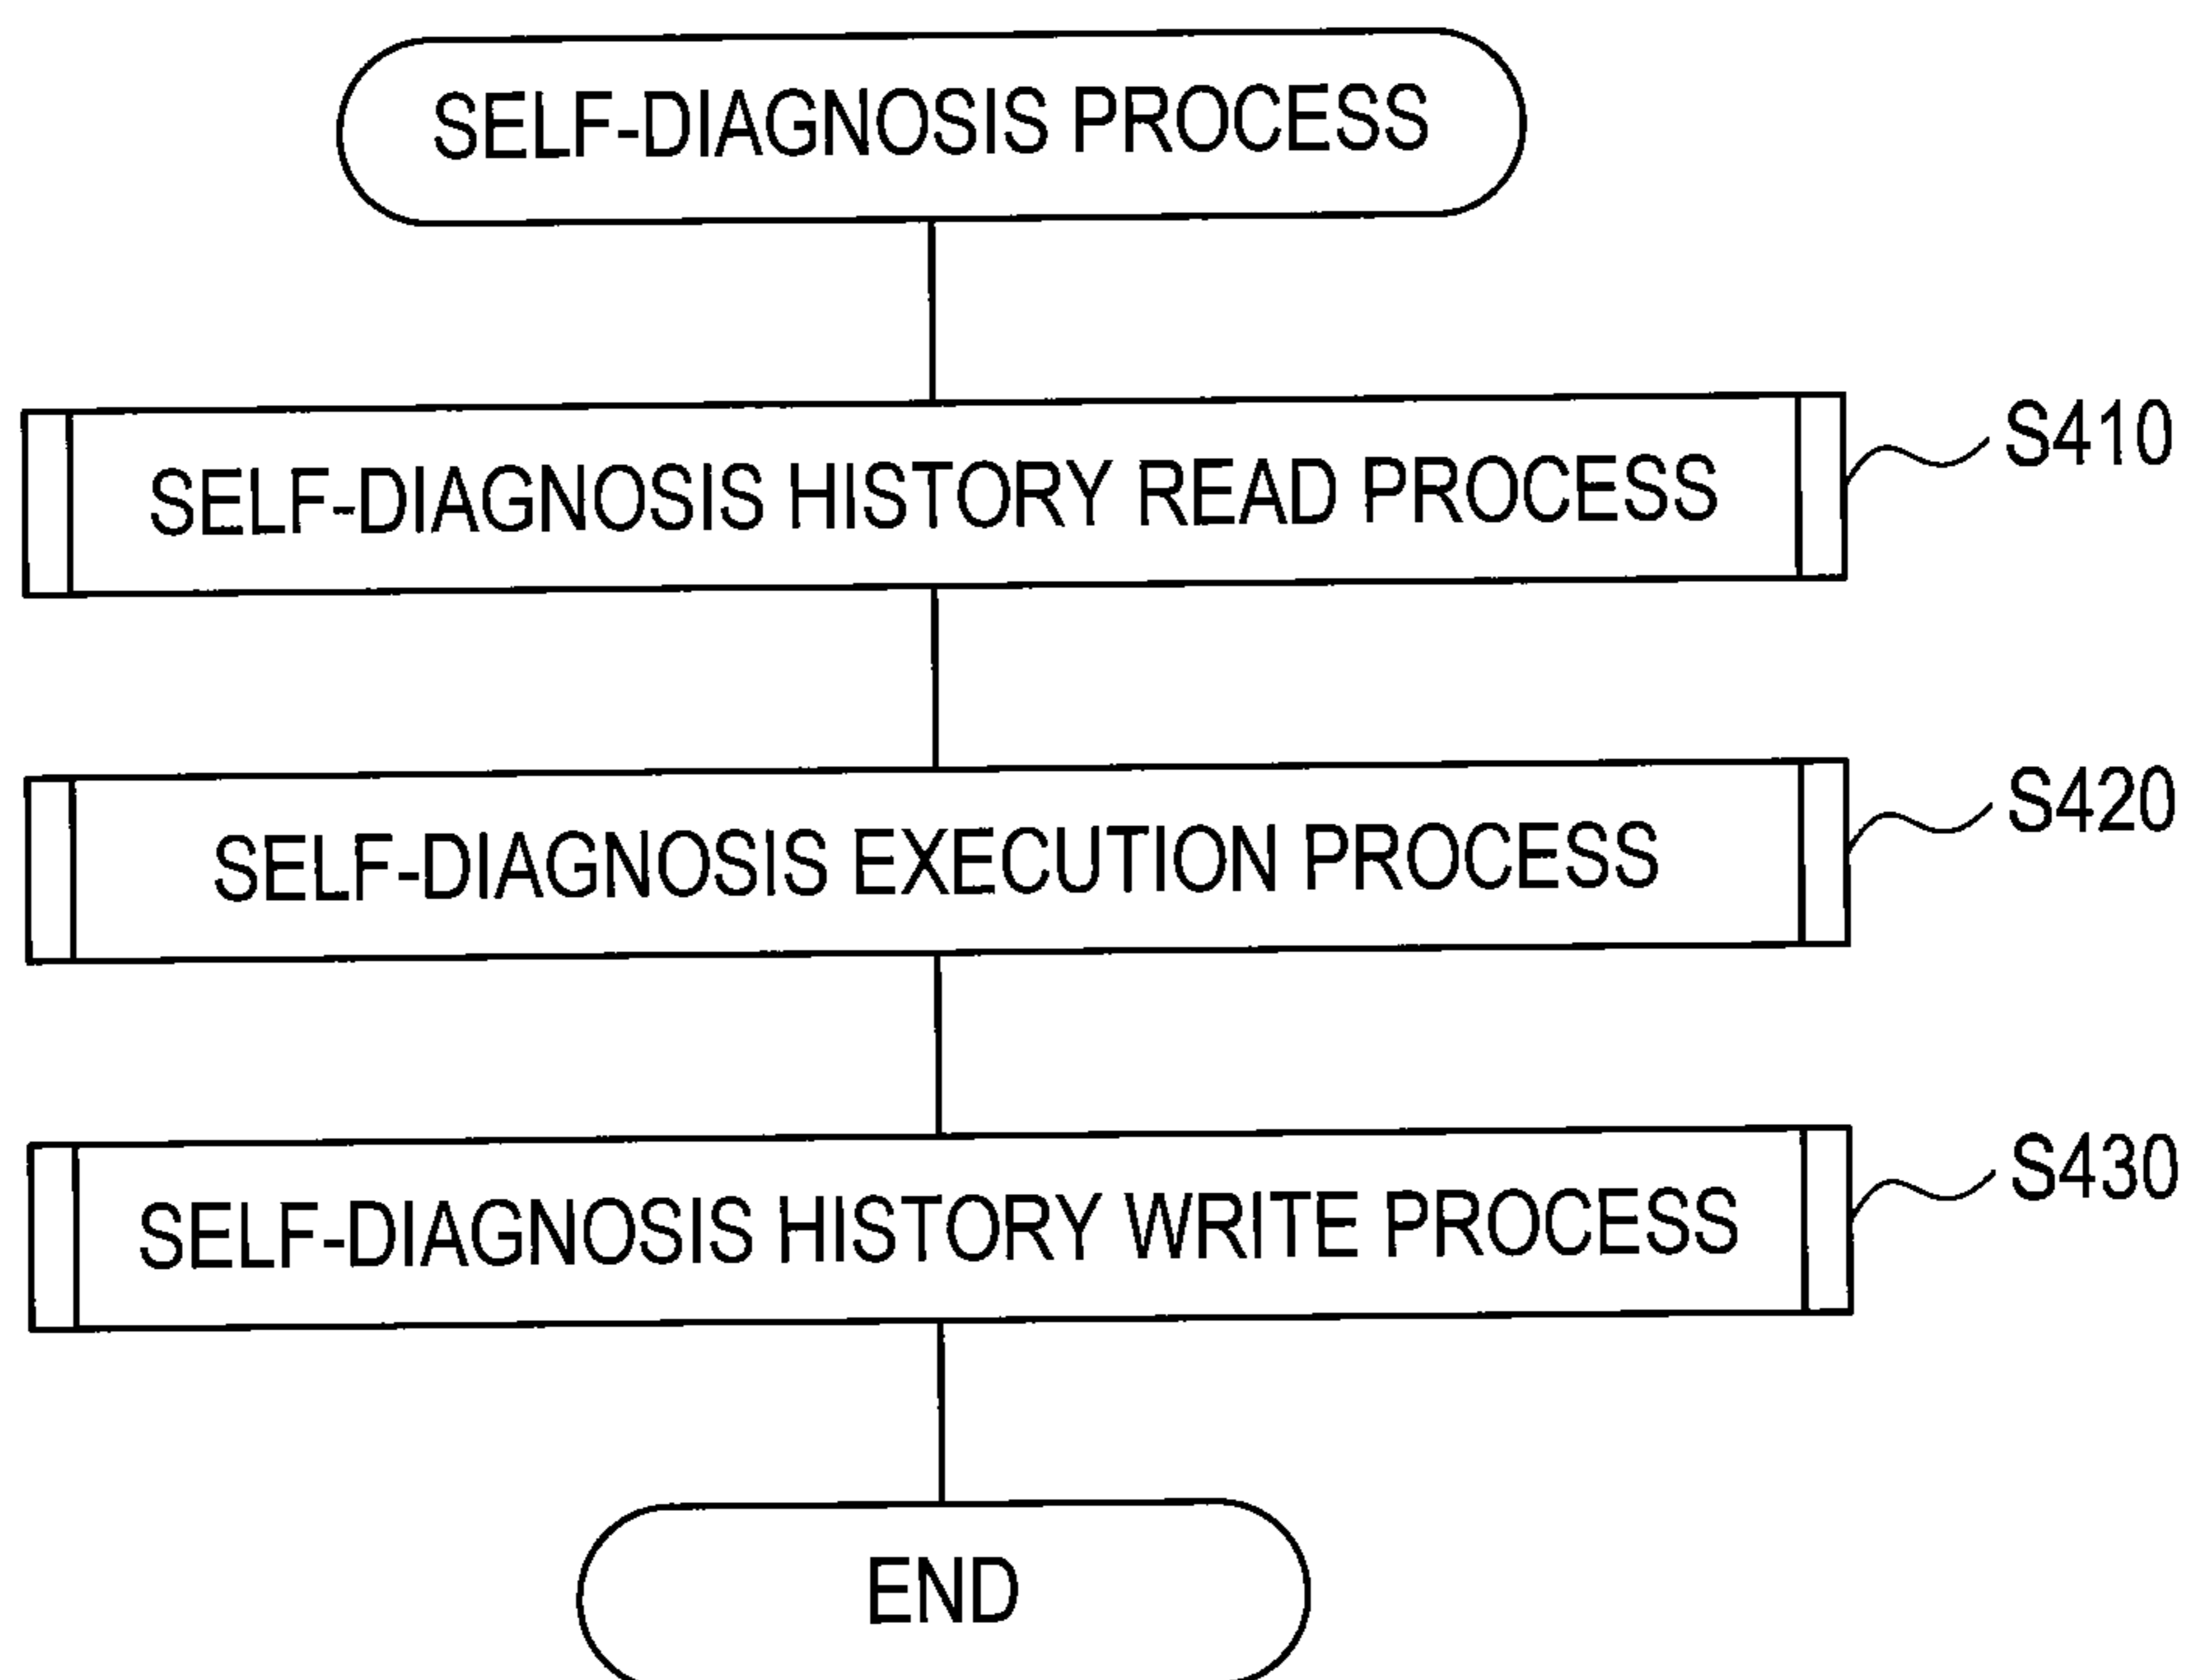 SELF-DIAGNOSIS PROCESS
SELF-DIAGNOSIS HISTORY READ PROCESS
S410
SELF-DIAGNOSIS EXECUTION PROCESS
S420
SELF-DIAGNOSIS HISTORY WRITE PROCESS
S430
END